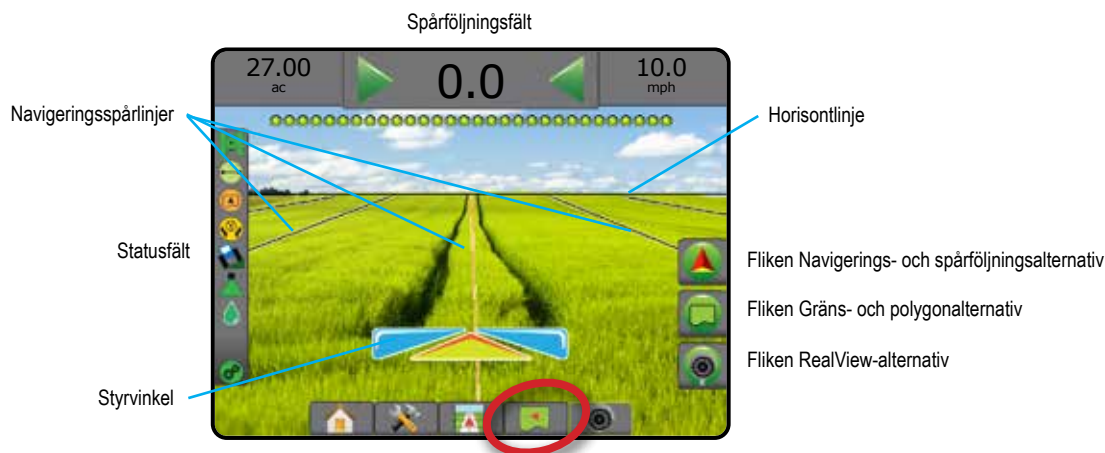 Spårföljningsfält
27.00
ac
0.0
10.0
mph
Navigeringsspårlinjer
Horisontlinje
Statusfält
Fliken Navigerings- och spårföljningsalternativ
Fliken Gräns- och polygonalternativ
Fliken RealView-alternativ
Styrvinkel